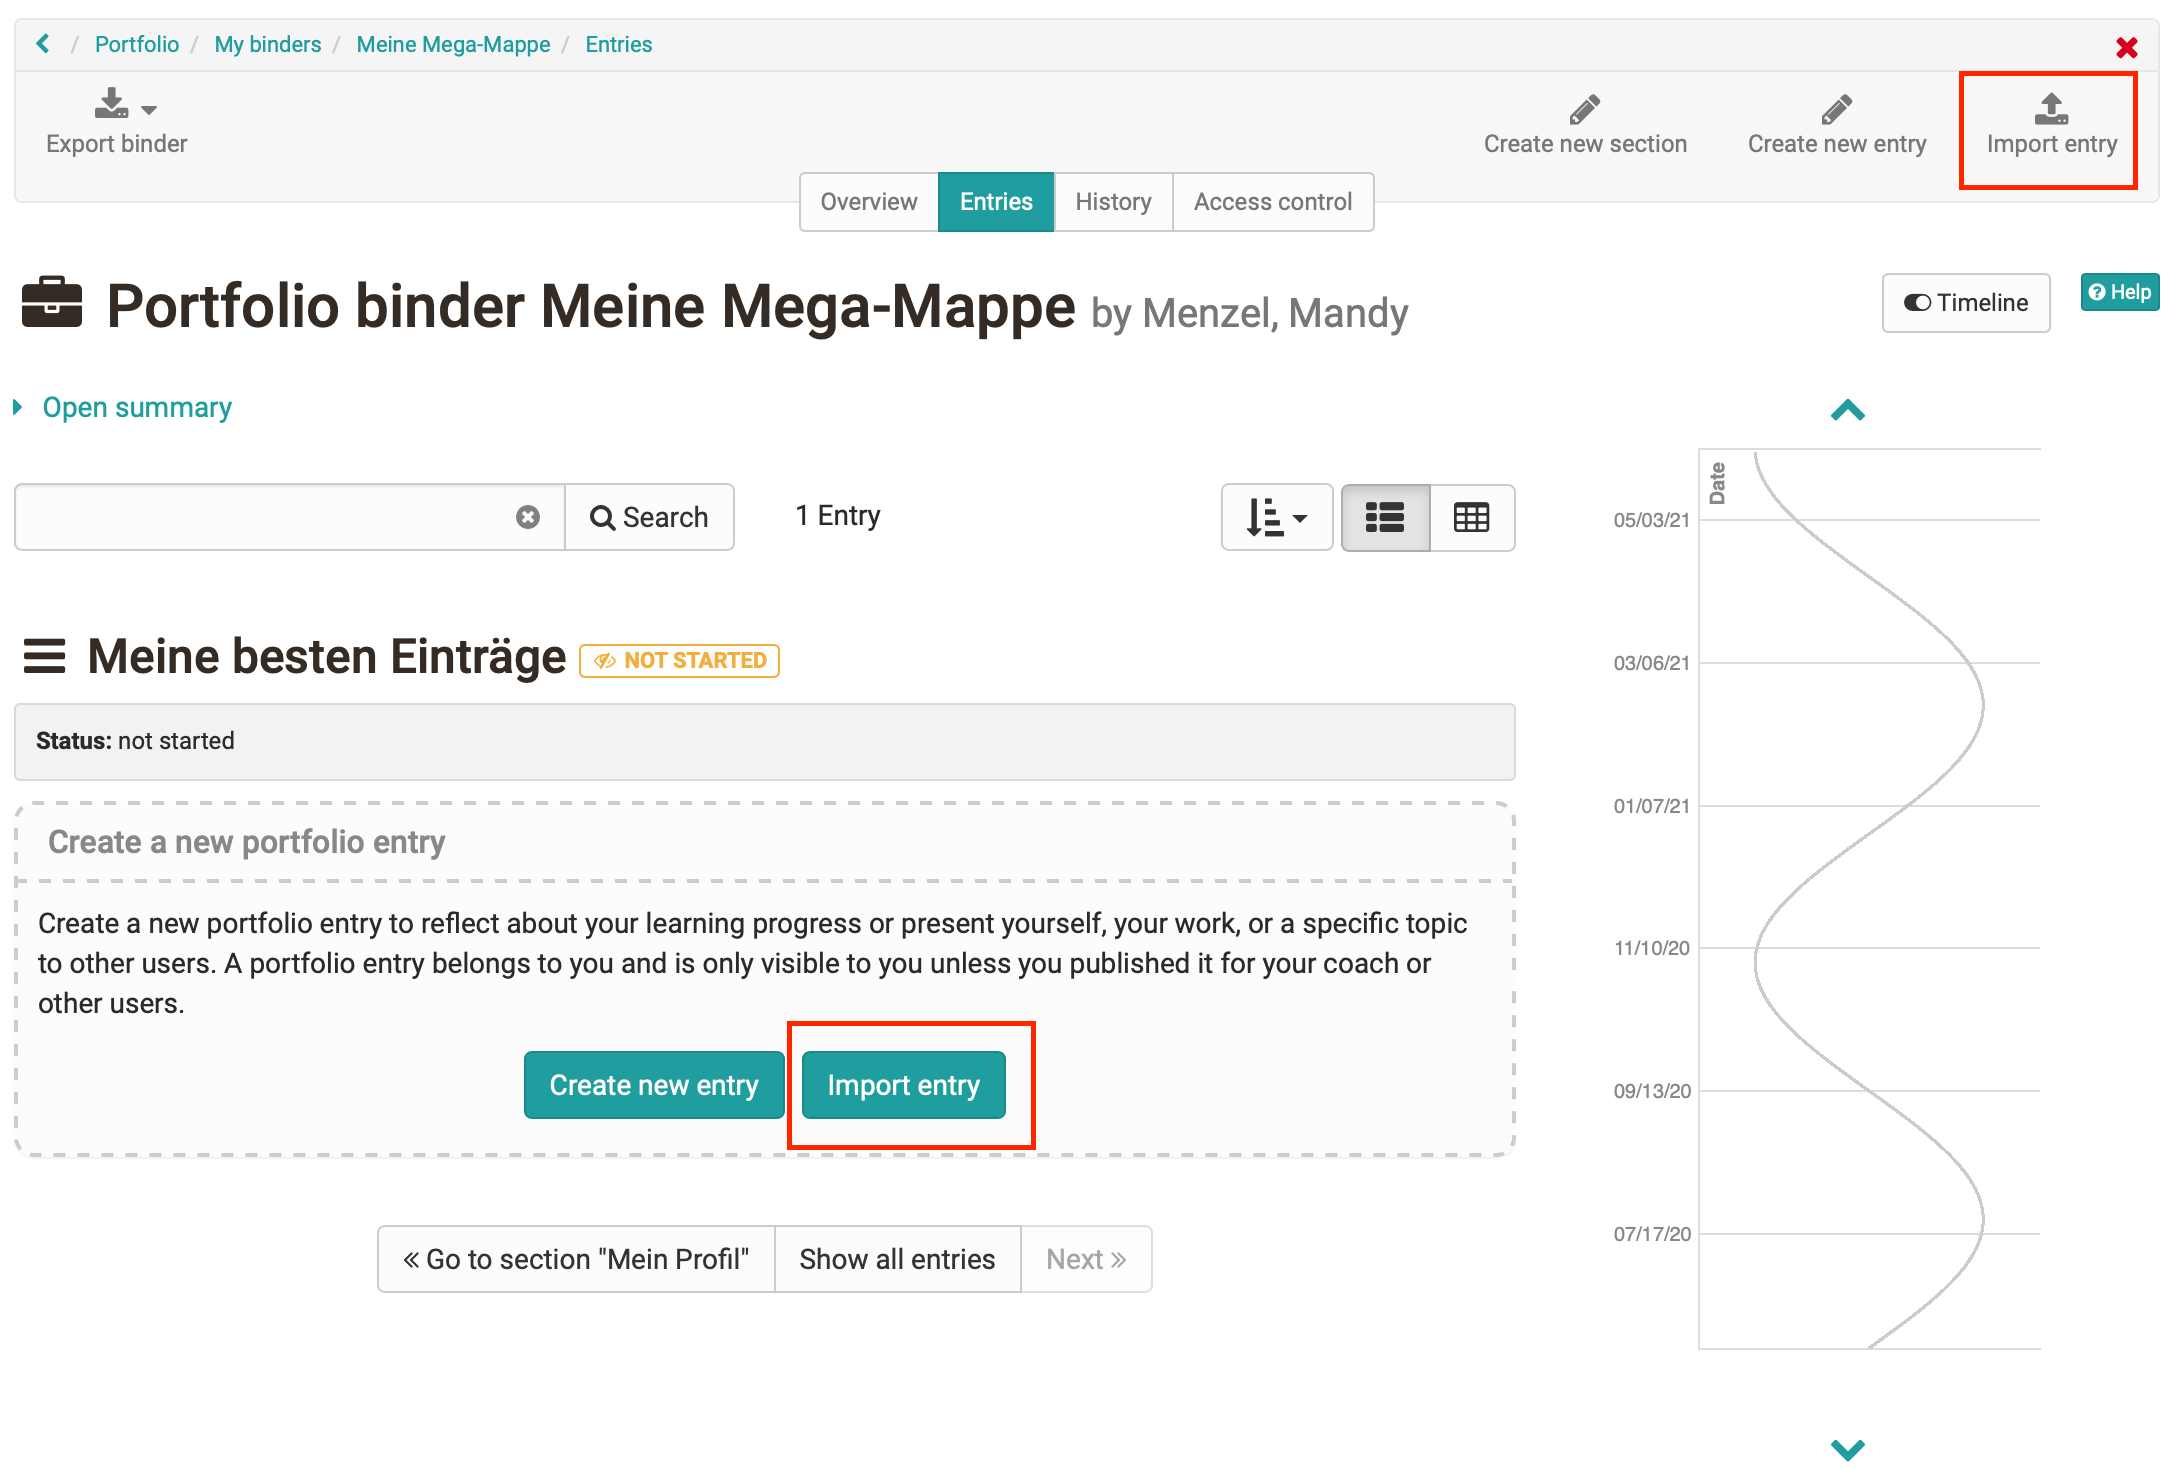 / Portfolio / My binders / Meine Mega-Mappe / Entries
Export binder
Create new section
Create new entry
Import entry
Overview
Entries
History
Access control
Portfolio binder Meine Mega-Mappe by Menzel, Mandy
Timeline
Help
Open summary
Search
1 Entry
Meine besten Einträge
NOT STARTED
Status: not started
Create a new portfolio entry
Create a new portfolio entry to reflect about your learning progress or present yourself, your work, or a specific topic
to other users. A portfolio entry belongs to you and is only visible to you unless you published it for your coach or
other users.
Create new entry
Import entry
« Go to section "Mein Profil"
Show all entries
Next »
Date
05/03/21
03/06/21
01/07/21
11/10/20
09/13/20
07/17/20